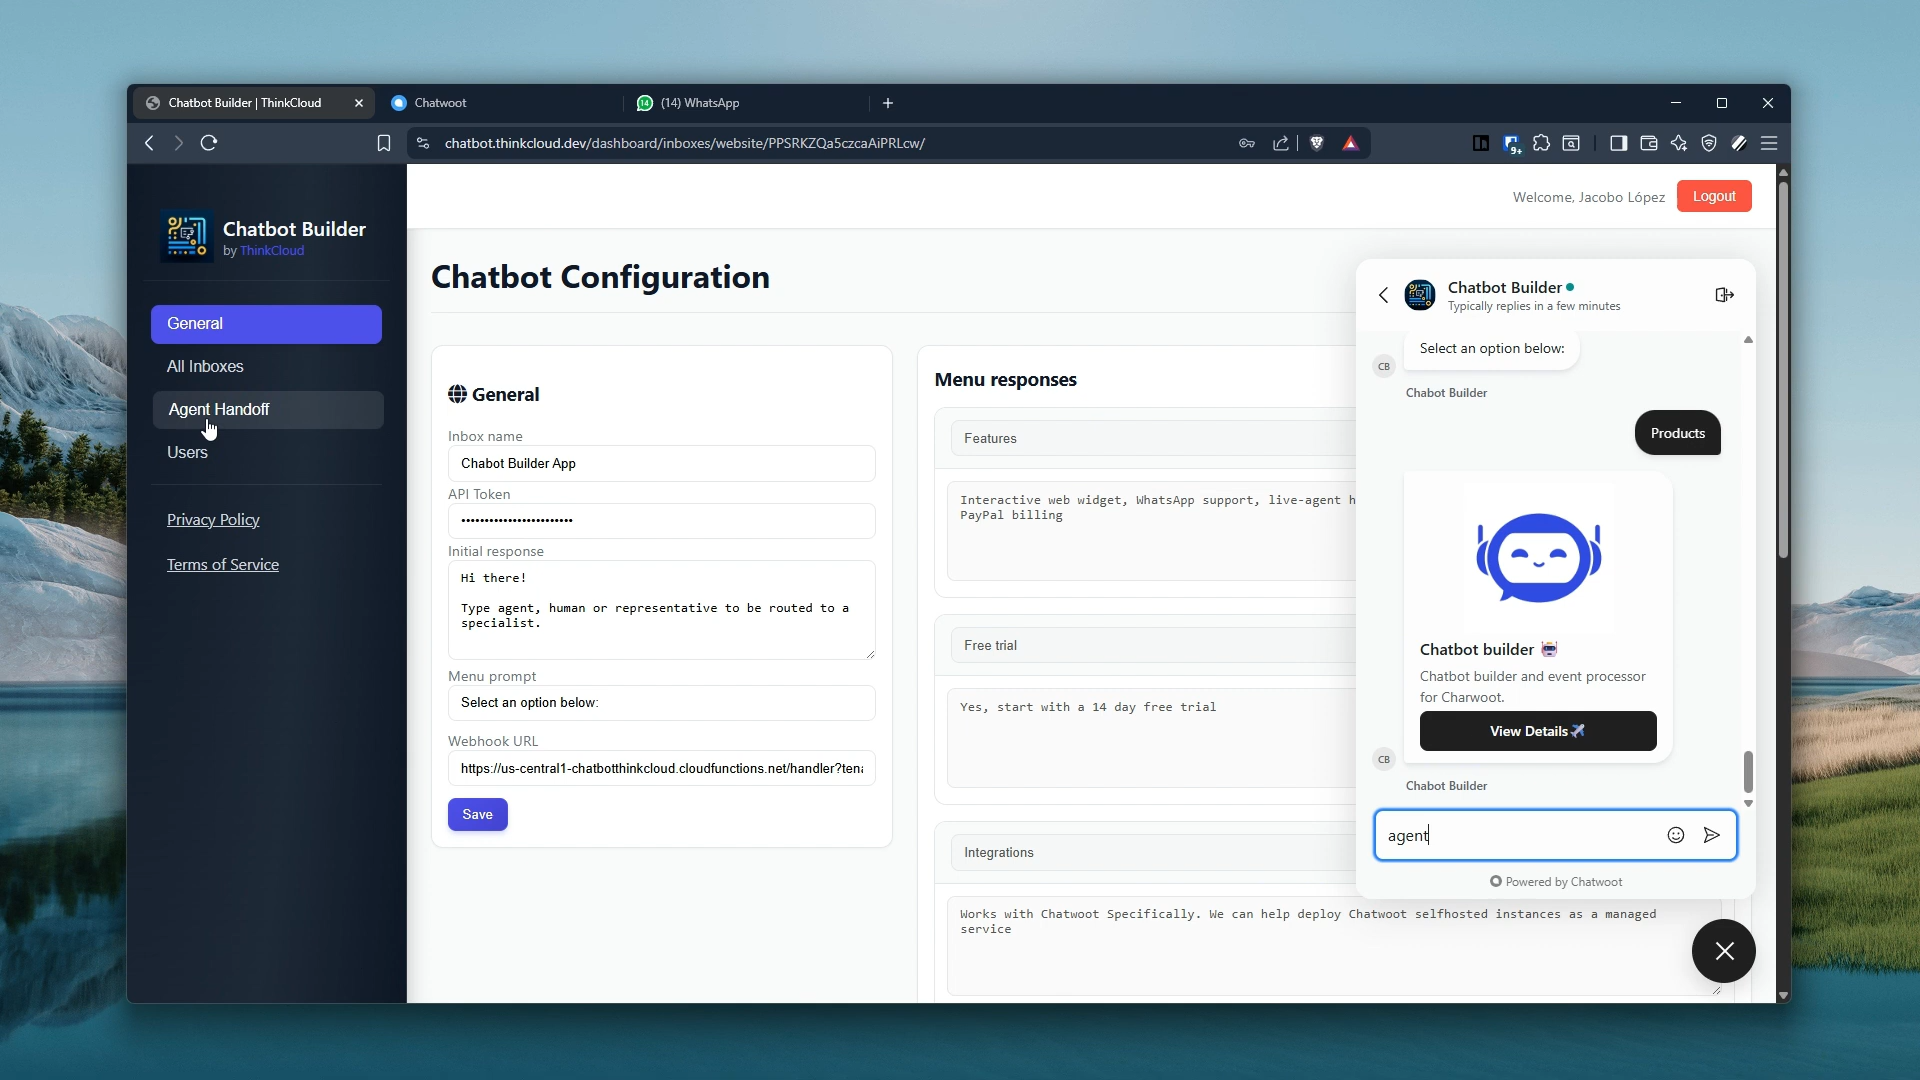 Chatbot Builder | ThinkCloud
Chatwoot
14
(14) WhatsApp
chatbot.thinkcloud.dev/dashboard/inboxes/website/PPSRKZQa5czcaAiPRLcw/
9+
Chatbot Builder
by ThinkCloud
General
All Inboxes
Agent Handoff
Users
Privacy Policy
Terms of Service
Welcome, Jacobo López
Logout
Chatbot Configuration
General
Inbox name
Chabot Builder App
API Token
Initial response
Hi there!
Type agent, human or representative to be routed to a
specialist.
Menu prompt
Select an option below:
Webhook URL
https://us-central1-chatbotthinkcloud.cloudfunctions.net/handler?tena
Save
Menu responses
Features
Interactive web widget, WhatsApp support, live-agent h
PayPal billing
Free trial
Yes, start with a 14 day free trial
Integrations
Works with Chatwoot Specifically. We can help deploy Chatwoot selfhosted instances as a managed
service
Chatbot Builder
Typically replies in a few minutes
Select an option below:
CB
Chabot Builder
Products
Chatbot builder
Chatbot builder and event processor
for Charwoot.
View Details
CB
Chabot Builder
agent
Powered by Chatwoot